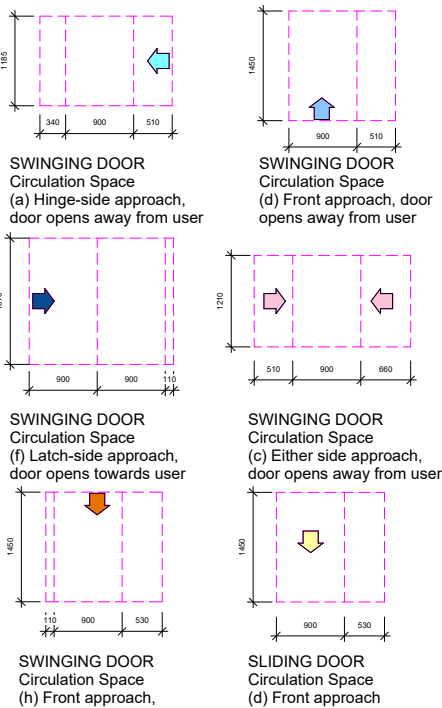 1185
340 900 510
SWINGING DOOR
Circulation Space
(a) Hinge-side approach,
door opens away from user
1450
900 510
SWINGING DOOR
Circulation Space
(d) Front approach, door
opens away from user
900 900 110
SWINGING DOOR
Circulation Space
(f) Latch-side approach,
door opens towards user
1210
510 900 660
SWINGING DOOR
Circulation Space
(c) Either side approach,
door opens away from user
1450
110 900 530
SWINGING DOOR
Circulation Space
(h) Front approach,
1450
900 530
SLIDING DOOR
Circulation Space
(d) Front approach